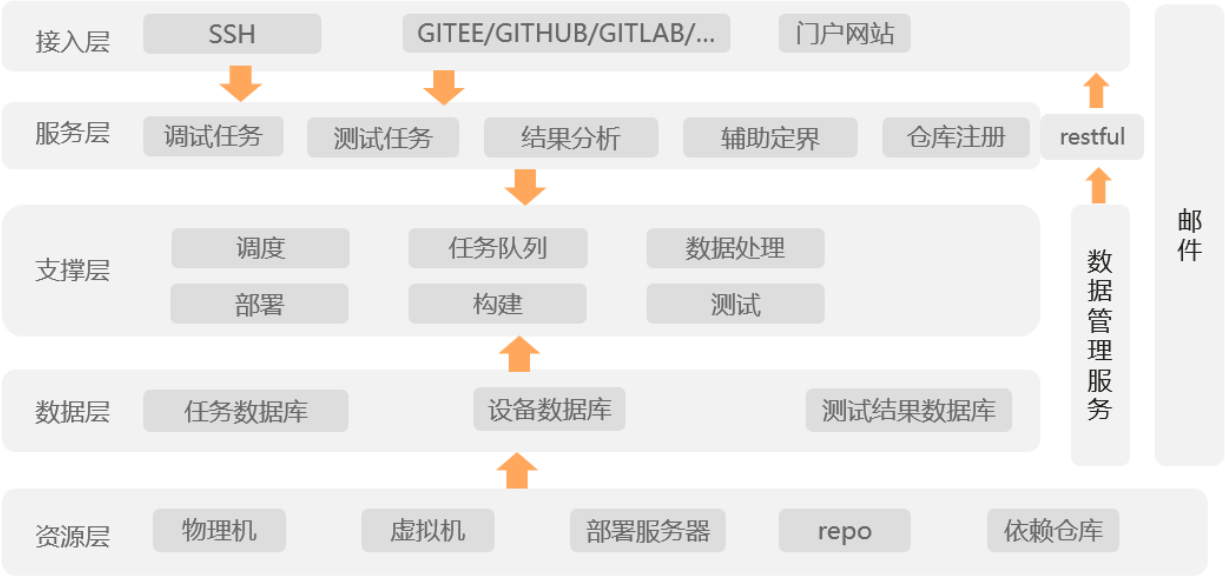 接入层
SSH
GITEE/GITHUB/GITLAB/...
门户网站
服务层
调试任务
测试任务
结果分析
辅助定界
仓库注册
restful
支撑层
调度
任务队列
数据处理
部署
构建
测试
数据层
任务数据库
设备数据库
测试结果数据库
数据管理服务
邮件
资源层
物理机
虚拟机
部署服务器
repo
依赖仓库